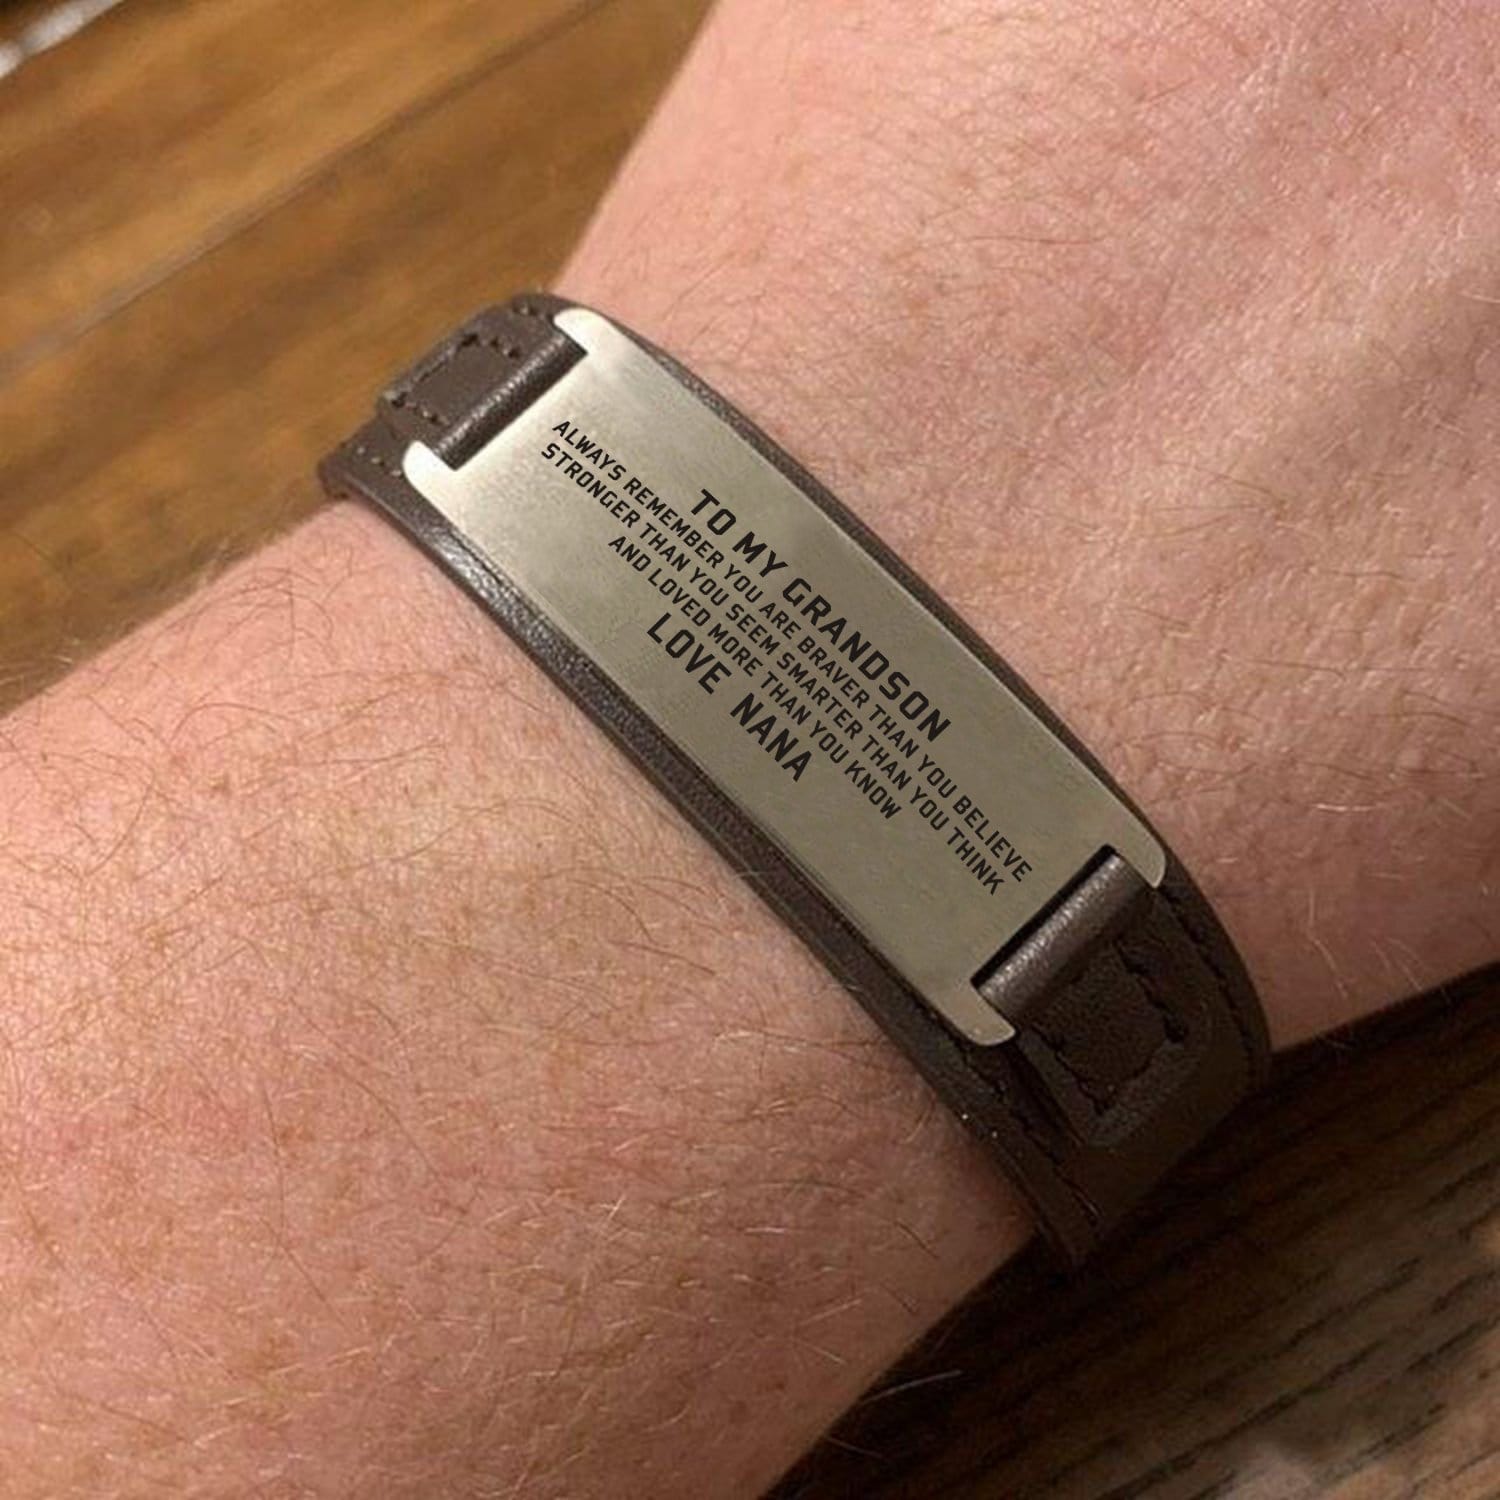 TO MY GRANDSON
ALWAYS REMEMBER YOU ARE BRAVER THAN YOU BELIEVE
STRONGER THAN YOU SEEM SMARTER THAN YOU THINK
AND LOVED MORE THAN YOU KNOW
LOVE NANA